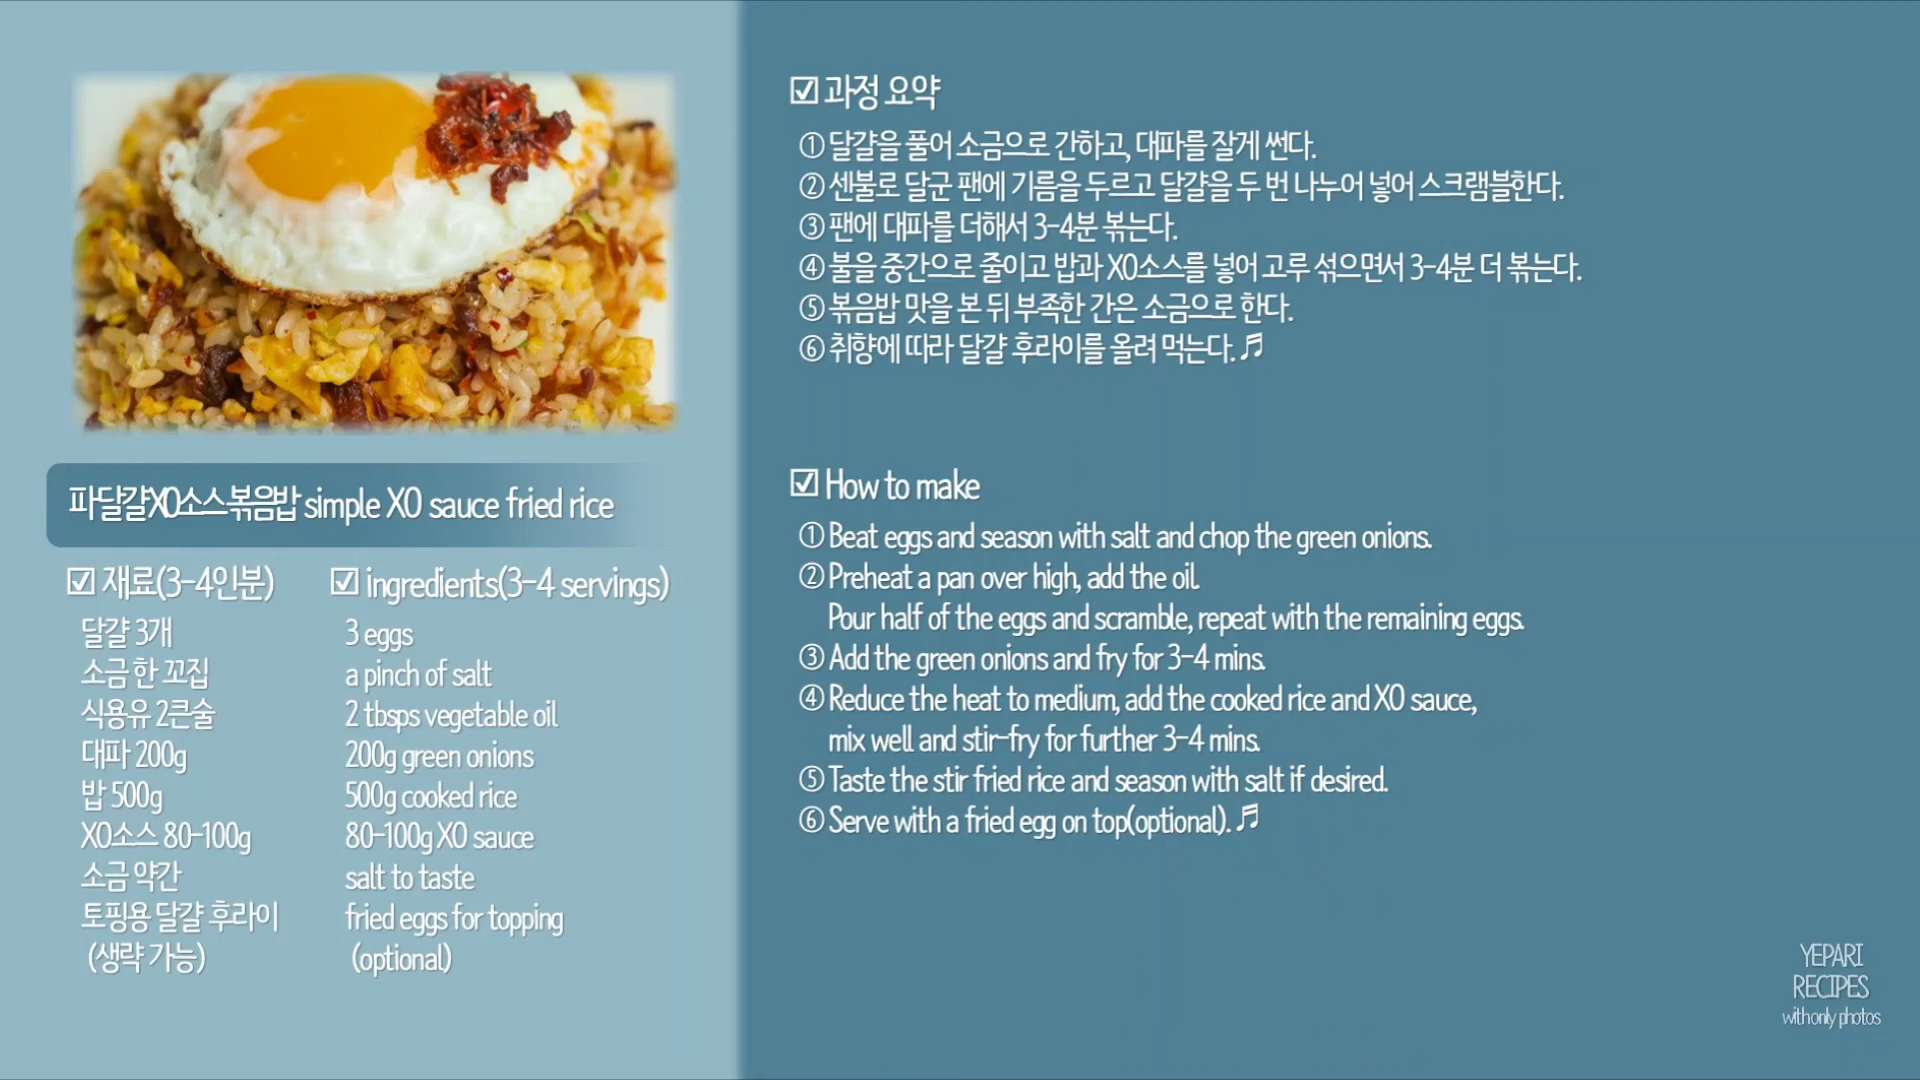 파달걀XO소스볶음밥 simple XO sauce fried rice
☑ 재료(3-4인분)
달걀 3개
소금 한 꼬집
식용유 2큰술
대파 200g
밥 500g
XO소스 80-100g
소금 약간
토핑용 달걀 후라이
(생략 가능)
☑ ingredients(3-4 servings)
3 eggs
a pinch of salt
2 tbsps vegetable oil
200g green onions
500g cooked rice
80-100g XO sauce
salt to taste
fried eggs for topping
(optional)
☑ 과정 요약
① 달걀을 풀어 소금으로 간하고, 대파를 잘게 썬다.
② 센불로 달군 팬에 기름을 두르고 달걀을 두 번 나누어 넣어 스크램블한다.
③ 팬에 대파를 더해서 3-4분 볶는다.
④ 불을 중간으로 줄이고 밥과 XO소스를 넣어 고루 섞으면서 3-4분 더 볶는다.
⑤ 볶음밥 맛을 본 뒤 부족한 간은 소금으로 한다.
⑥ 취향에 따라 달걀 후라이를 올려 먹는다.♬
☑ How to make
① Beat eggs and season with salt and chop the green onions.
② Preheat a pan over high, add the oil.
Pour half of the eggs and scramble, repeat with the remaining eggs.
③ Add the green onions and fry for 3-4 mins.
④ Reduce the heat to medium, add the cooked rice and XO sauce,
mix well and stir-fry for further 3-4 mins.
⑤ Taste the stir fried rice and season with salt if desired.
⑥ Serve with a fried egg on top(optional).♬
YEPARI
RECIPES
with only photos